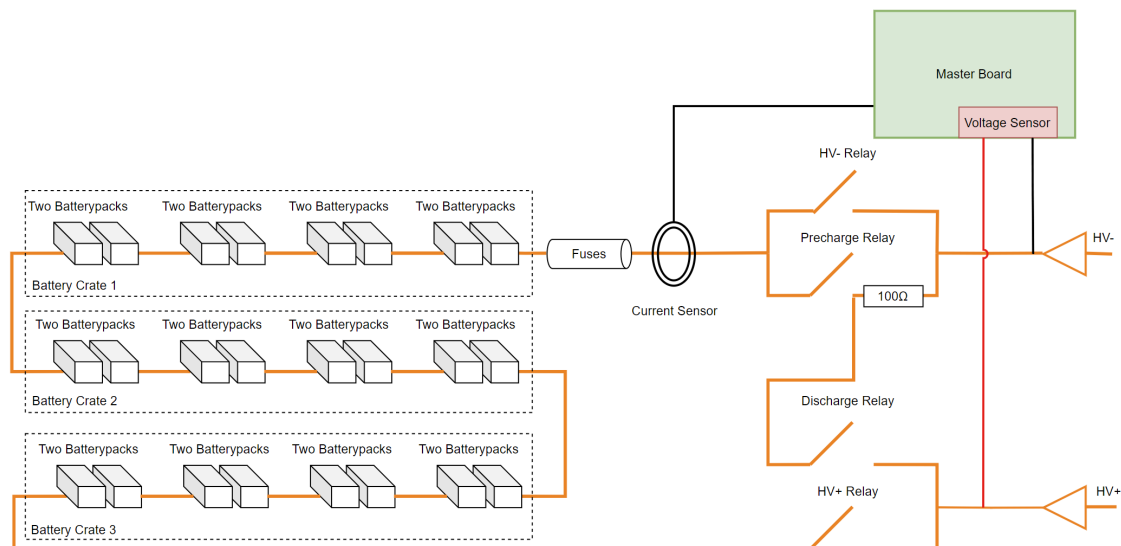 Master Board
Voltage Sensor
HV- Relay
Two Batterypacks Two Batterypacks Two Batterypacks Two Batterypacks
Precharge Relay
HV-
Fuses
Battery Crate 1
100Ω
Current Sensor
Two Batterypacks Two Batterypacks Two Batterypacks Two Batterypacks
Battery Crate 2
Discharge Relay
Two Batterypacks Two Batterypacks Two Batterypacks Two Batterypacks
HV+ Relay
HV+
Battery Crate 3